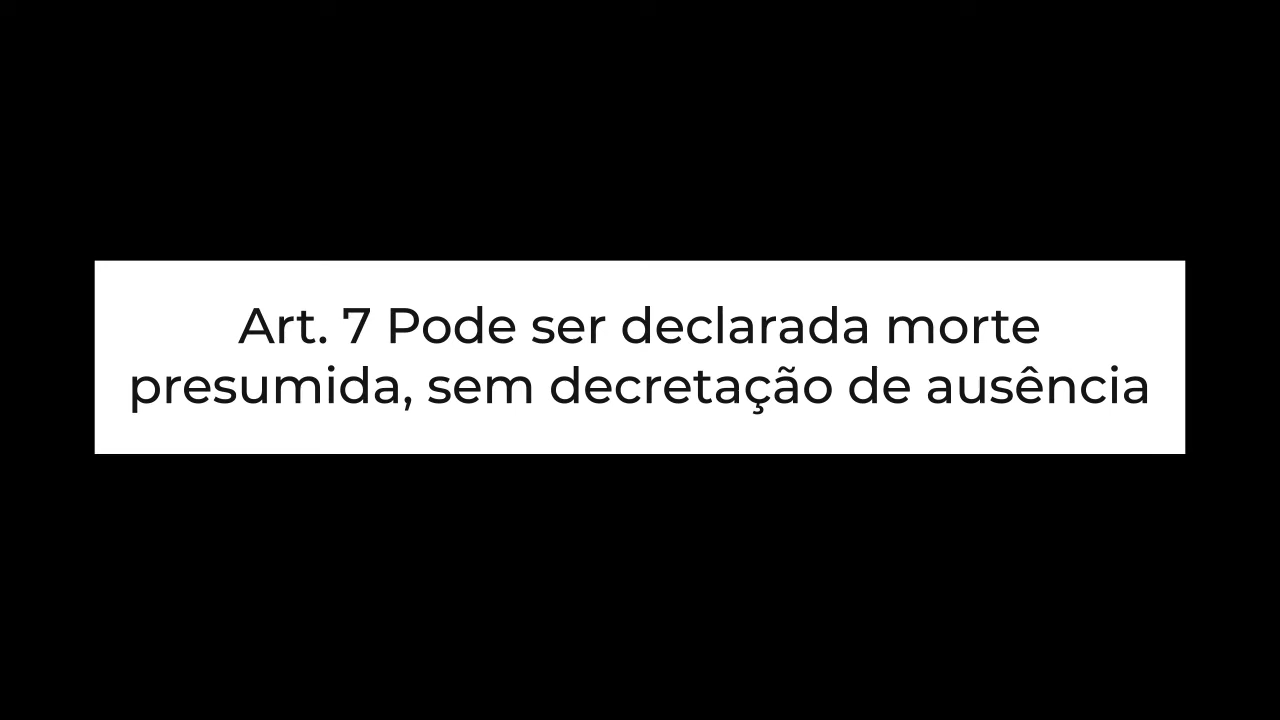 Art. 7 Pode ser declarada morte
presumida, sem decretação de ausência